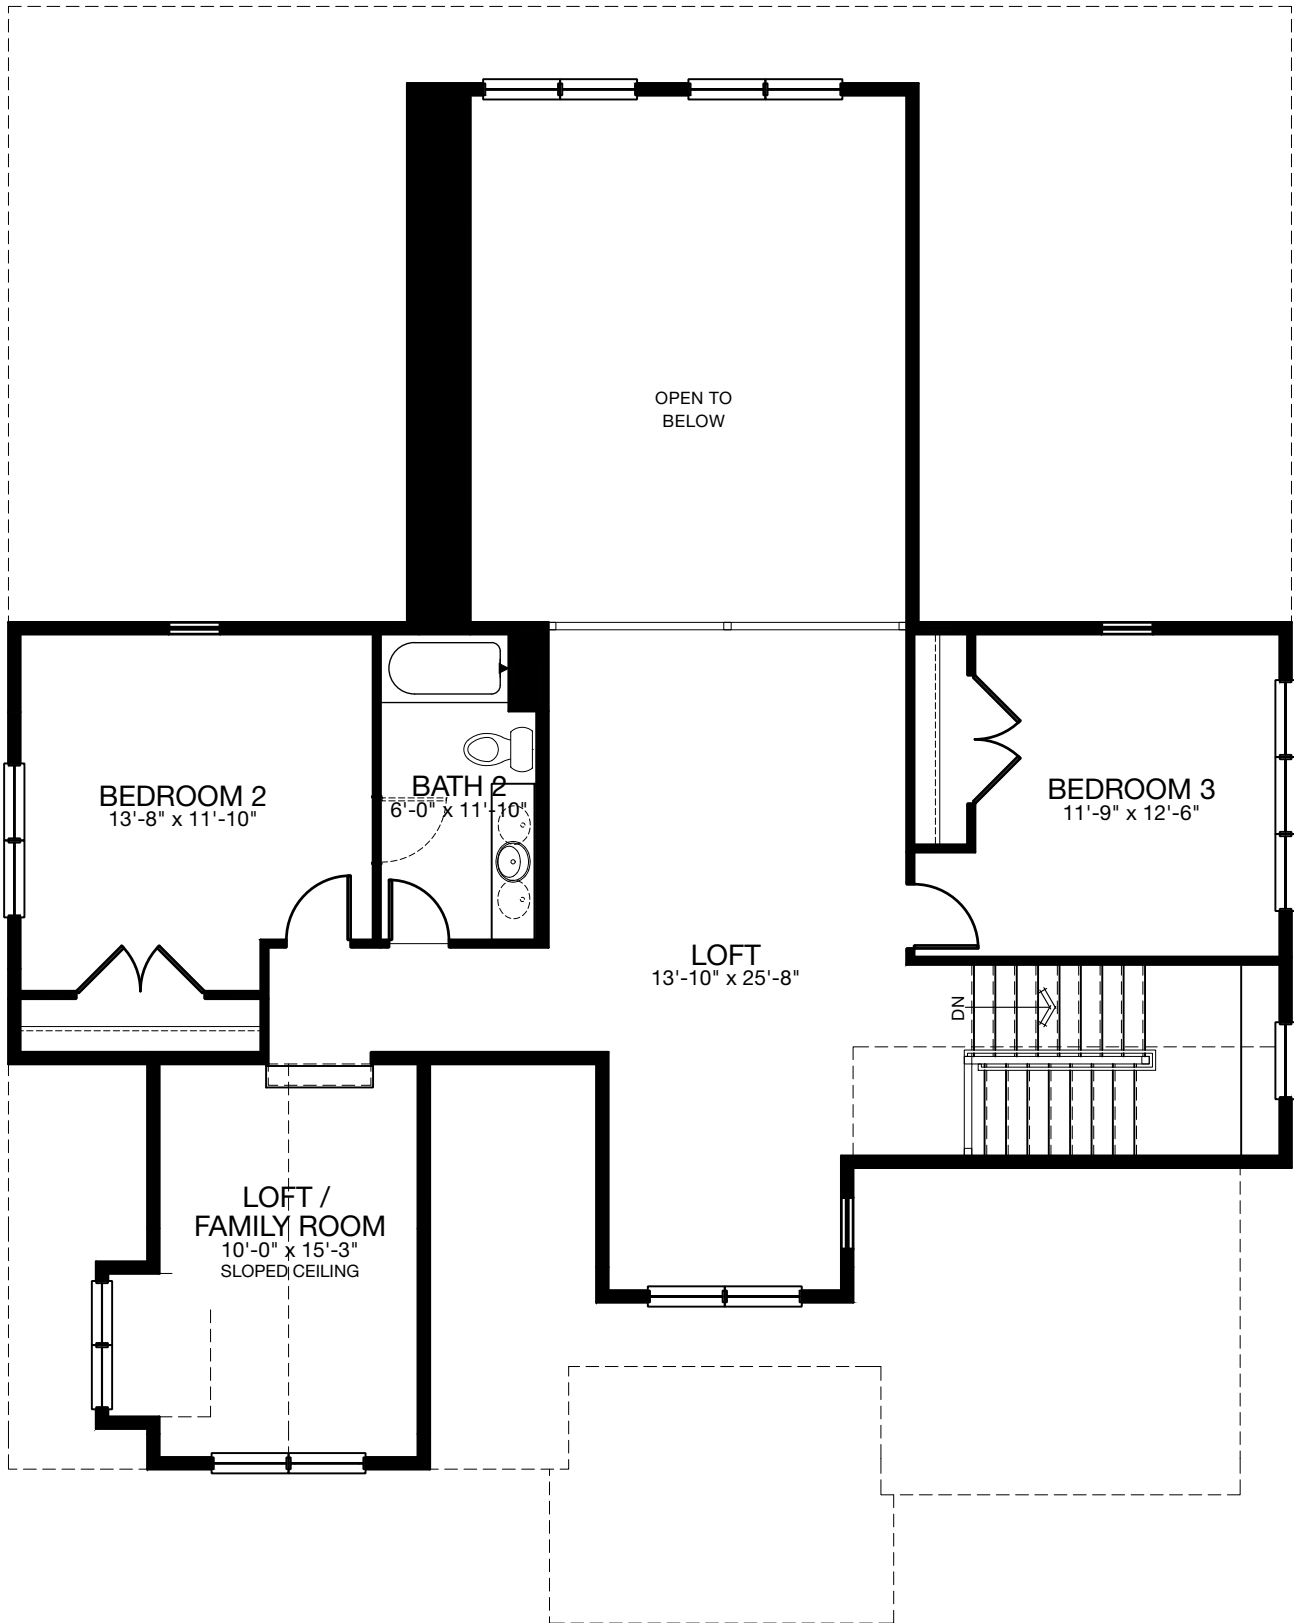 OPEN TO
BELOW
BEDROOM 2
13'-8" x 11'-10"
BATH 2
6'-0" x 11'-10"
BEDROOM 3
11'-9" x 12'-6"
LOFT
13'-10" x 25'-8"
DN
LOFT /
FAMILY ROOM
10'-0" x 15'-3"
SLOPED CEILING